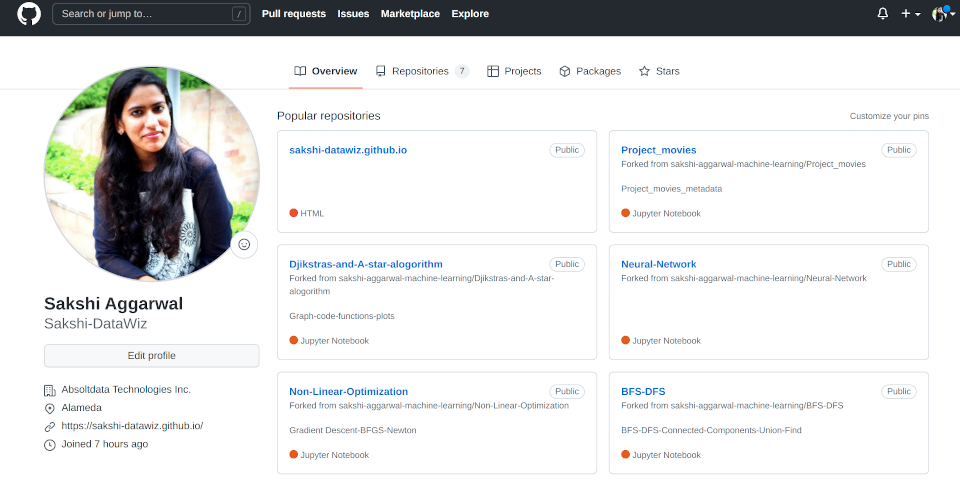 Search or jump to… /
Pull requests Issues Marketplace Explore
Overview Repositories 7 Projects Packages Stars
Sakshi Aggarwal
Sakshi-DataWiz
Edit profile
Absoltdata Technologies Inc.
Alameda
https://sakshi-datawiz.github.io/
Joined 7 hours ago
Popular repositories
Customize your pins
sakshi-datawiz.github.io Public
HTML
Project_movies Public
Forked from sakshi-aggarwal-machine-learning/Project_movies
Project_movies_metadata
Jupyter Notebook
Djikstras-and-A-star-alogorithm Public
Forked from sakshi-aggarwal-machine-learning/Djikstras-and-A-star-
alogorithm
Graph-code-functions-plots
Jupyter Notebook
Neural-Network Public
Forked from sakshi-aggarwal-machine-learning/Neural-Network
Jupyter Notebook
Non-Linear-Optimization Public
Forked from sakshi-aggarwal-machine-learning/Non-Linear-Optimization
Gradient Descent-BFGS-Newton
Jupyter Notebook
BFS-DFS Public
Forked from sakshi-aggarwal-machine-learning/BFS-DFS
BFS-DFS-Connected-Components-Union-Find
Jupyter Notebook